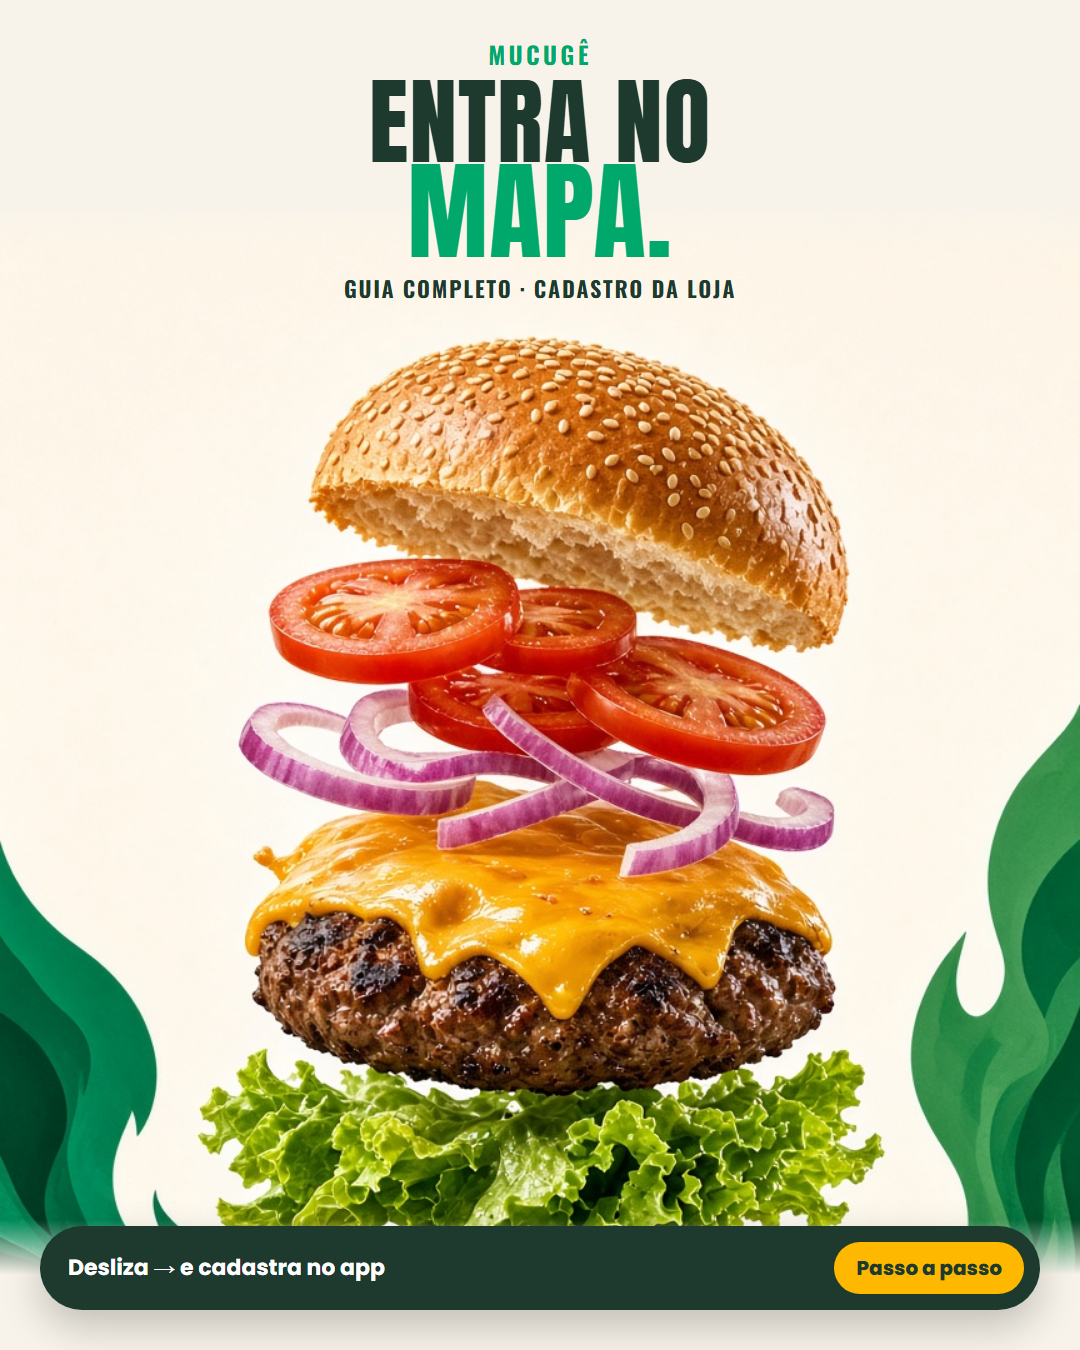 MUCUGÊ
ENTRA NO
MAPA.
GUIA COMPLETO · CADASTRO DA LOJA
Desliza → e cadastra no app
Passo a passo